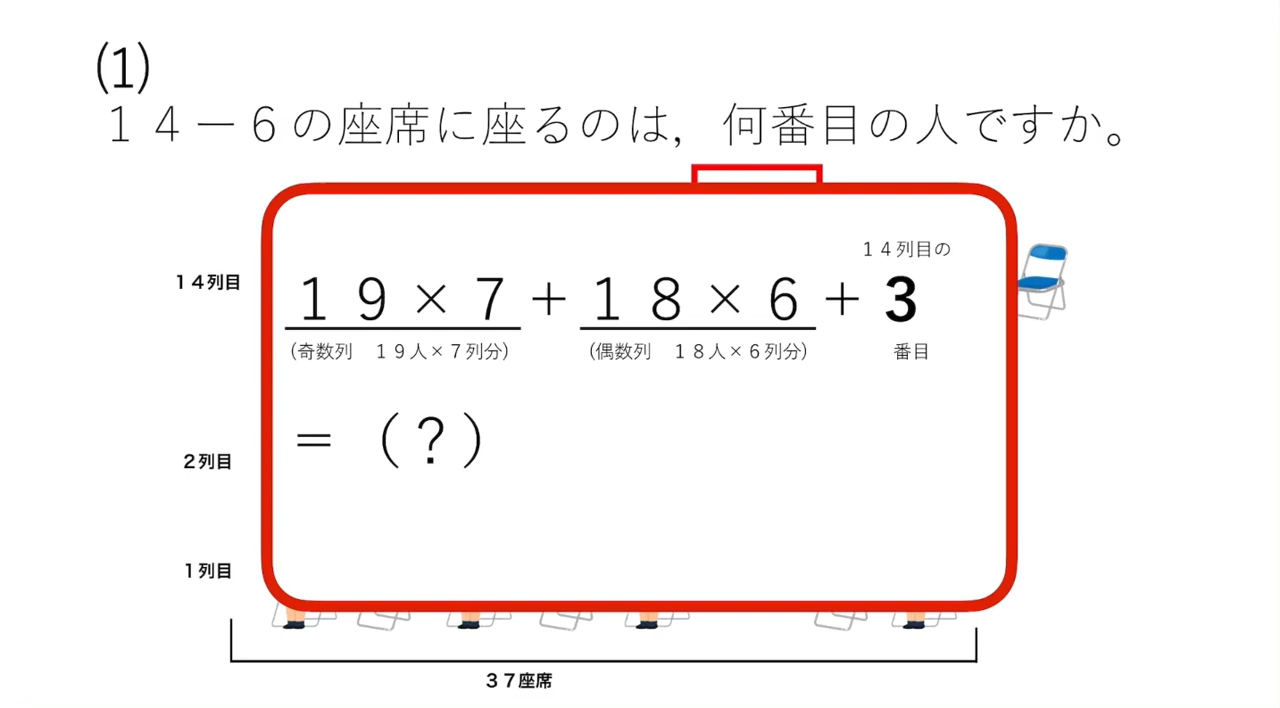 (1)
１４－６の座席に座るのは，何番目の人ですか。
１４列目の
１９×７＋１８×６＋３
(奇数列　１９人×７列分)　(偶数列　１８人×６列分)　番目
＝（？）
１４列目
２列目
１列目
３７座席